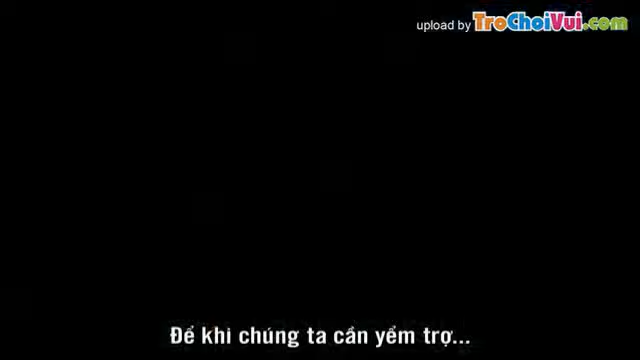 upload by TroChoiVui.com
Để khi chúng ta cần yểm trợ...